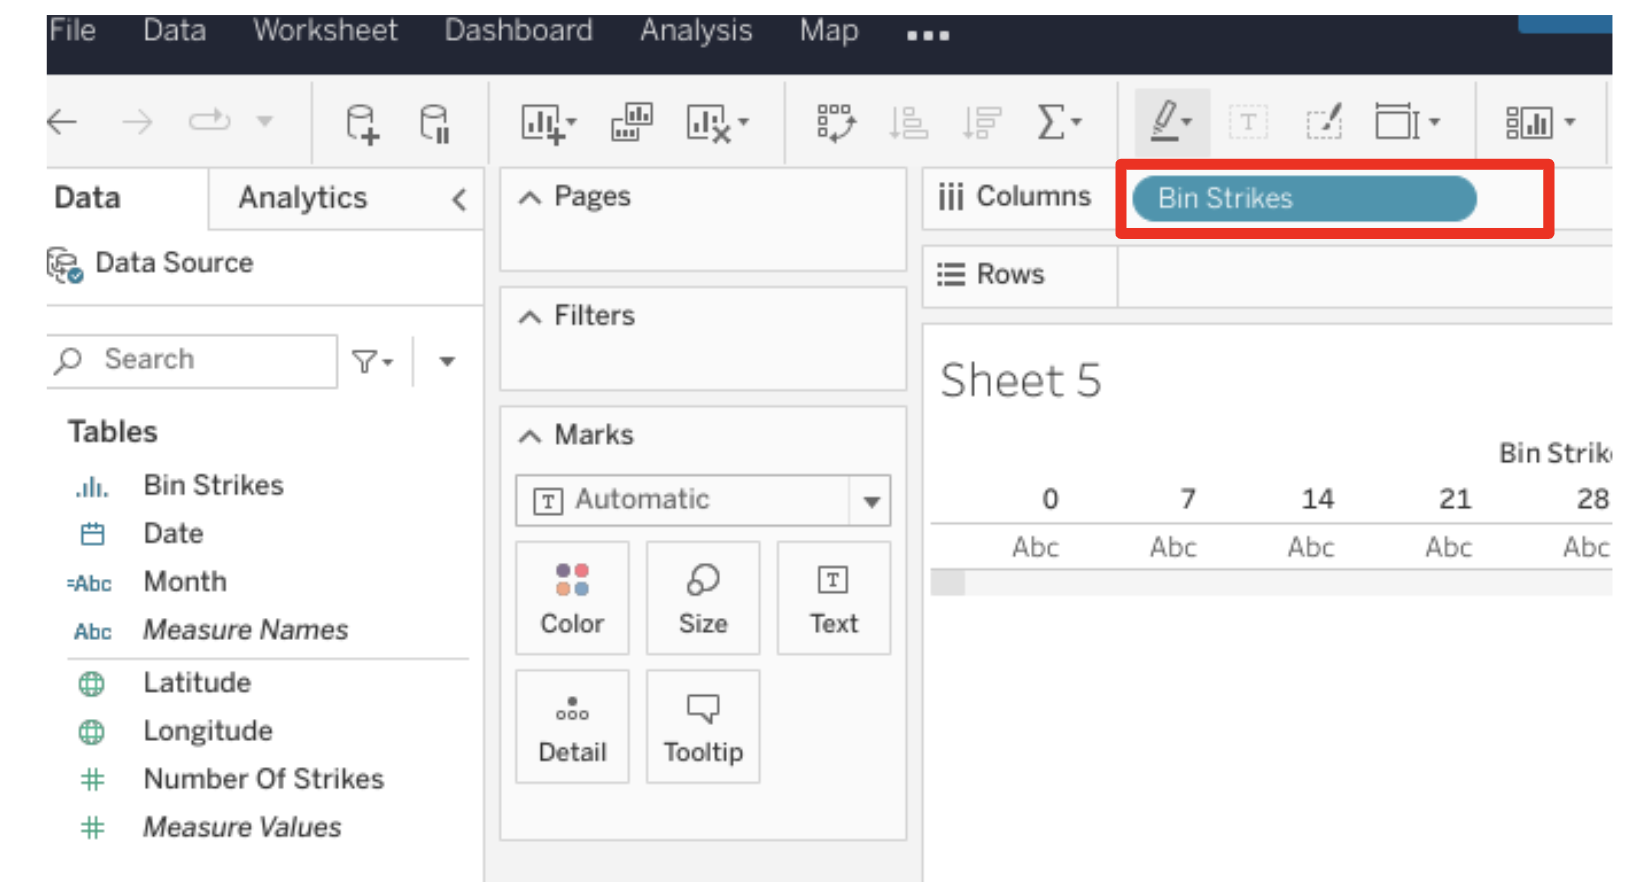 File Data Worksheet Dashboard Analysis Map
Data Analytics
Data Source
Search
Tables
Bin Strikes
Date
=Abc Month
Abc Measure Names
Latitude
Longitude
# Number Of Strikes
# Measure Values
Pages
Filters
Marks
T Automatic
Color Size T Text
Detail Tooltip
iii Columns Bin Strikes
Rows
Sheet 5
Bin Strik
0 7 14 21 28
Abc Abc Abc Abc Abc